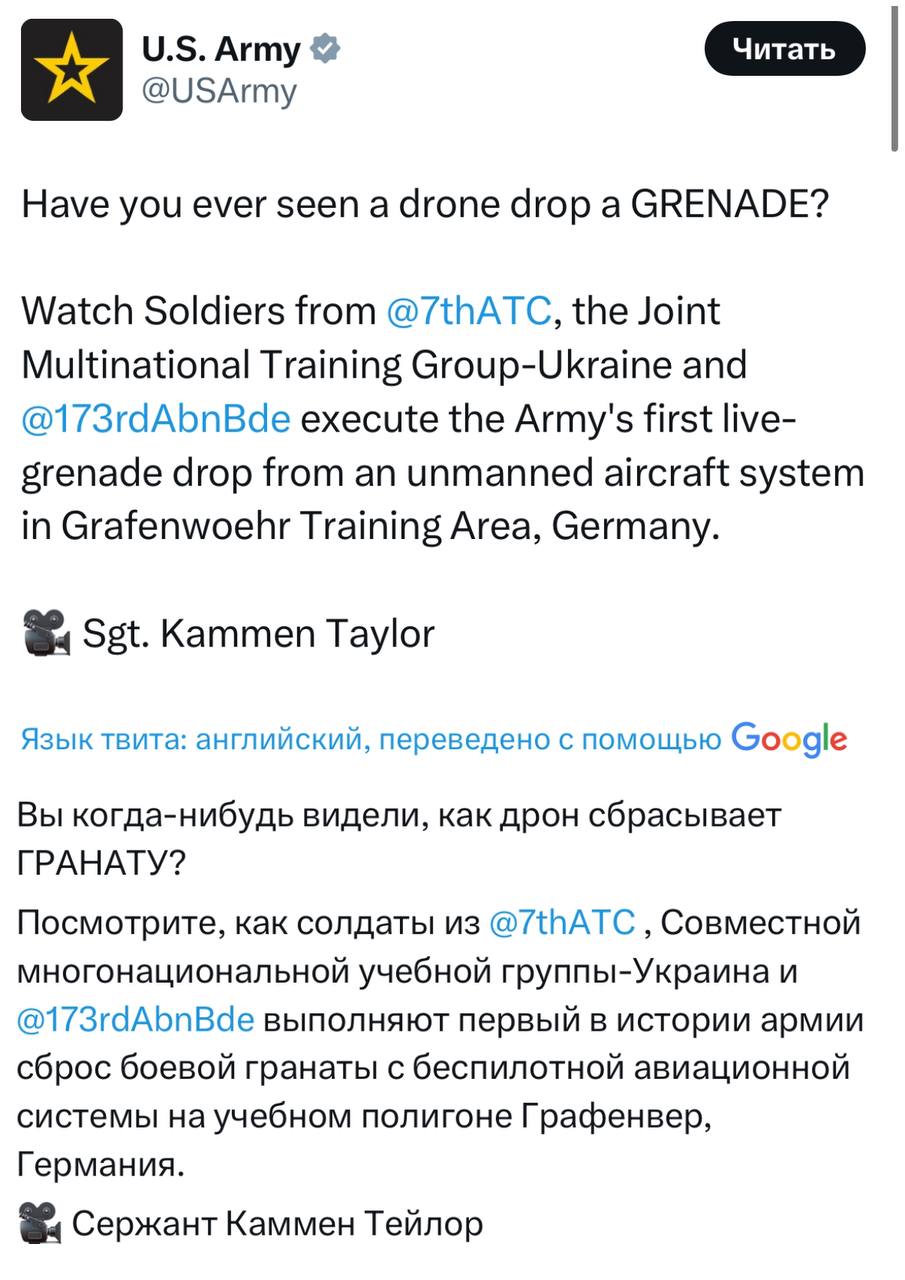 U.S. Army
@USArmy
Читать
Have you ever seen a drone drop a GRENADE?
Watch Soldiers from @7thATC, the Joint
Multinational Training Group-Ukraine and
@173rdAbnBde execute the Army's first live-
grenade drop from an unmanned aircraft system
in Grafenwoehr Training Area, Germany.
🎥 Sgt. Kammen Taylor
Язык твита: английский, переведено с помощью Google
Вы когда-нибудь видели, как дрон сбрасывает
ГРАНАТУ?
Посмотрите, как солдаты из @7thATC , Совместной
многонациональной учебной группы-Украина и
@173rdAbnBde выполняют первый в истории армии
сброс боевой гранаты с беспилотной авиационной
системы на учебном полигоне Графенвер,
Германия.
🎥 Сержант Каммен Тейлор